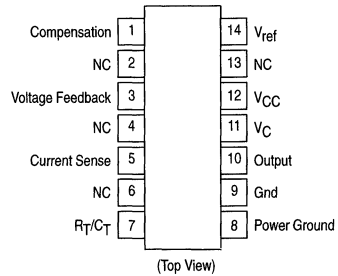 Compensation 1 14 Vref
NC 2 13 NC
Voltage Feedback 3 12 VCC
NC 4 11 VC
Current Sense 5 10 Output
NC 6 9 Gnd
RT/CT 7 8 Power Ground
(Top View)